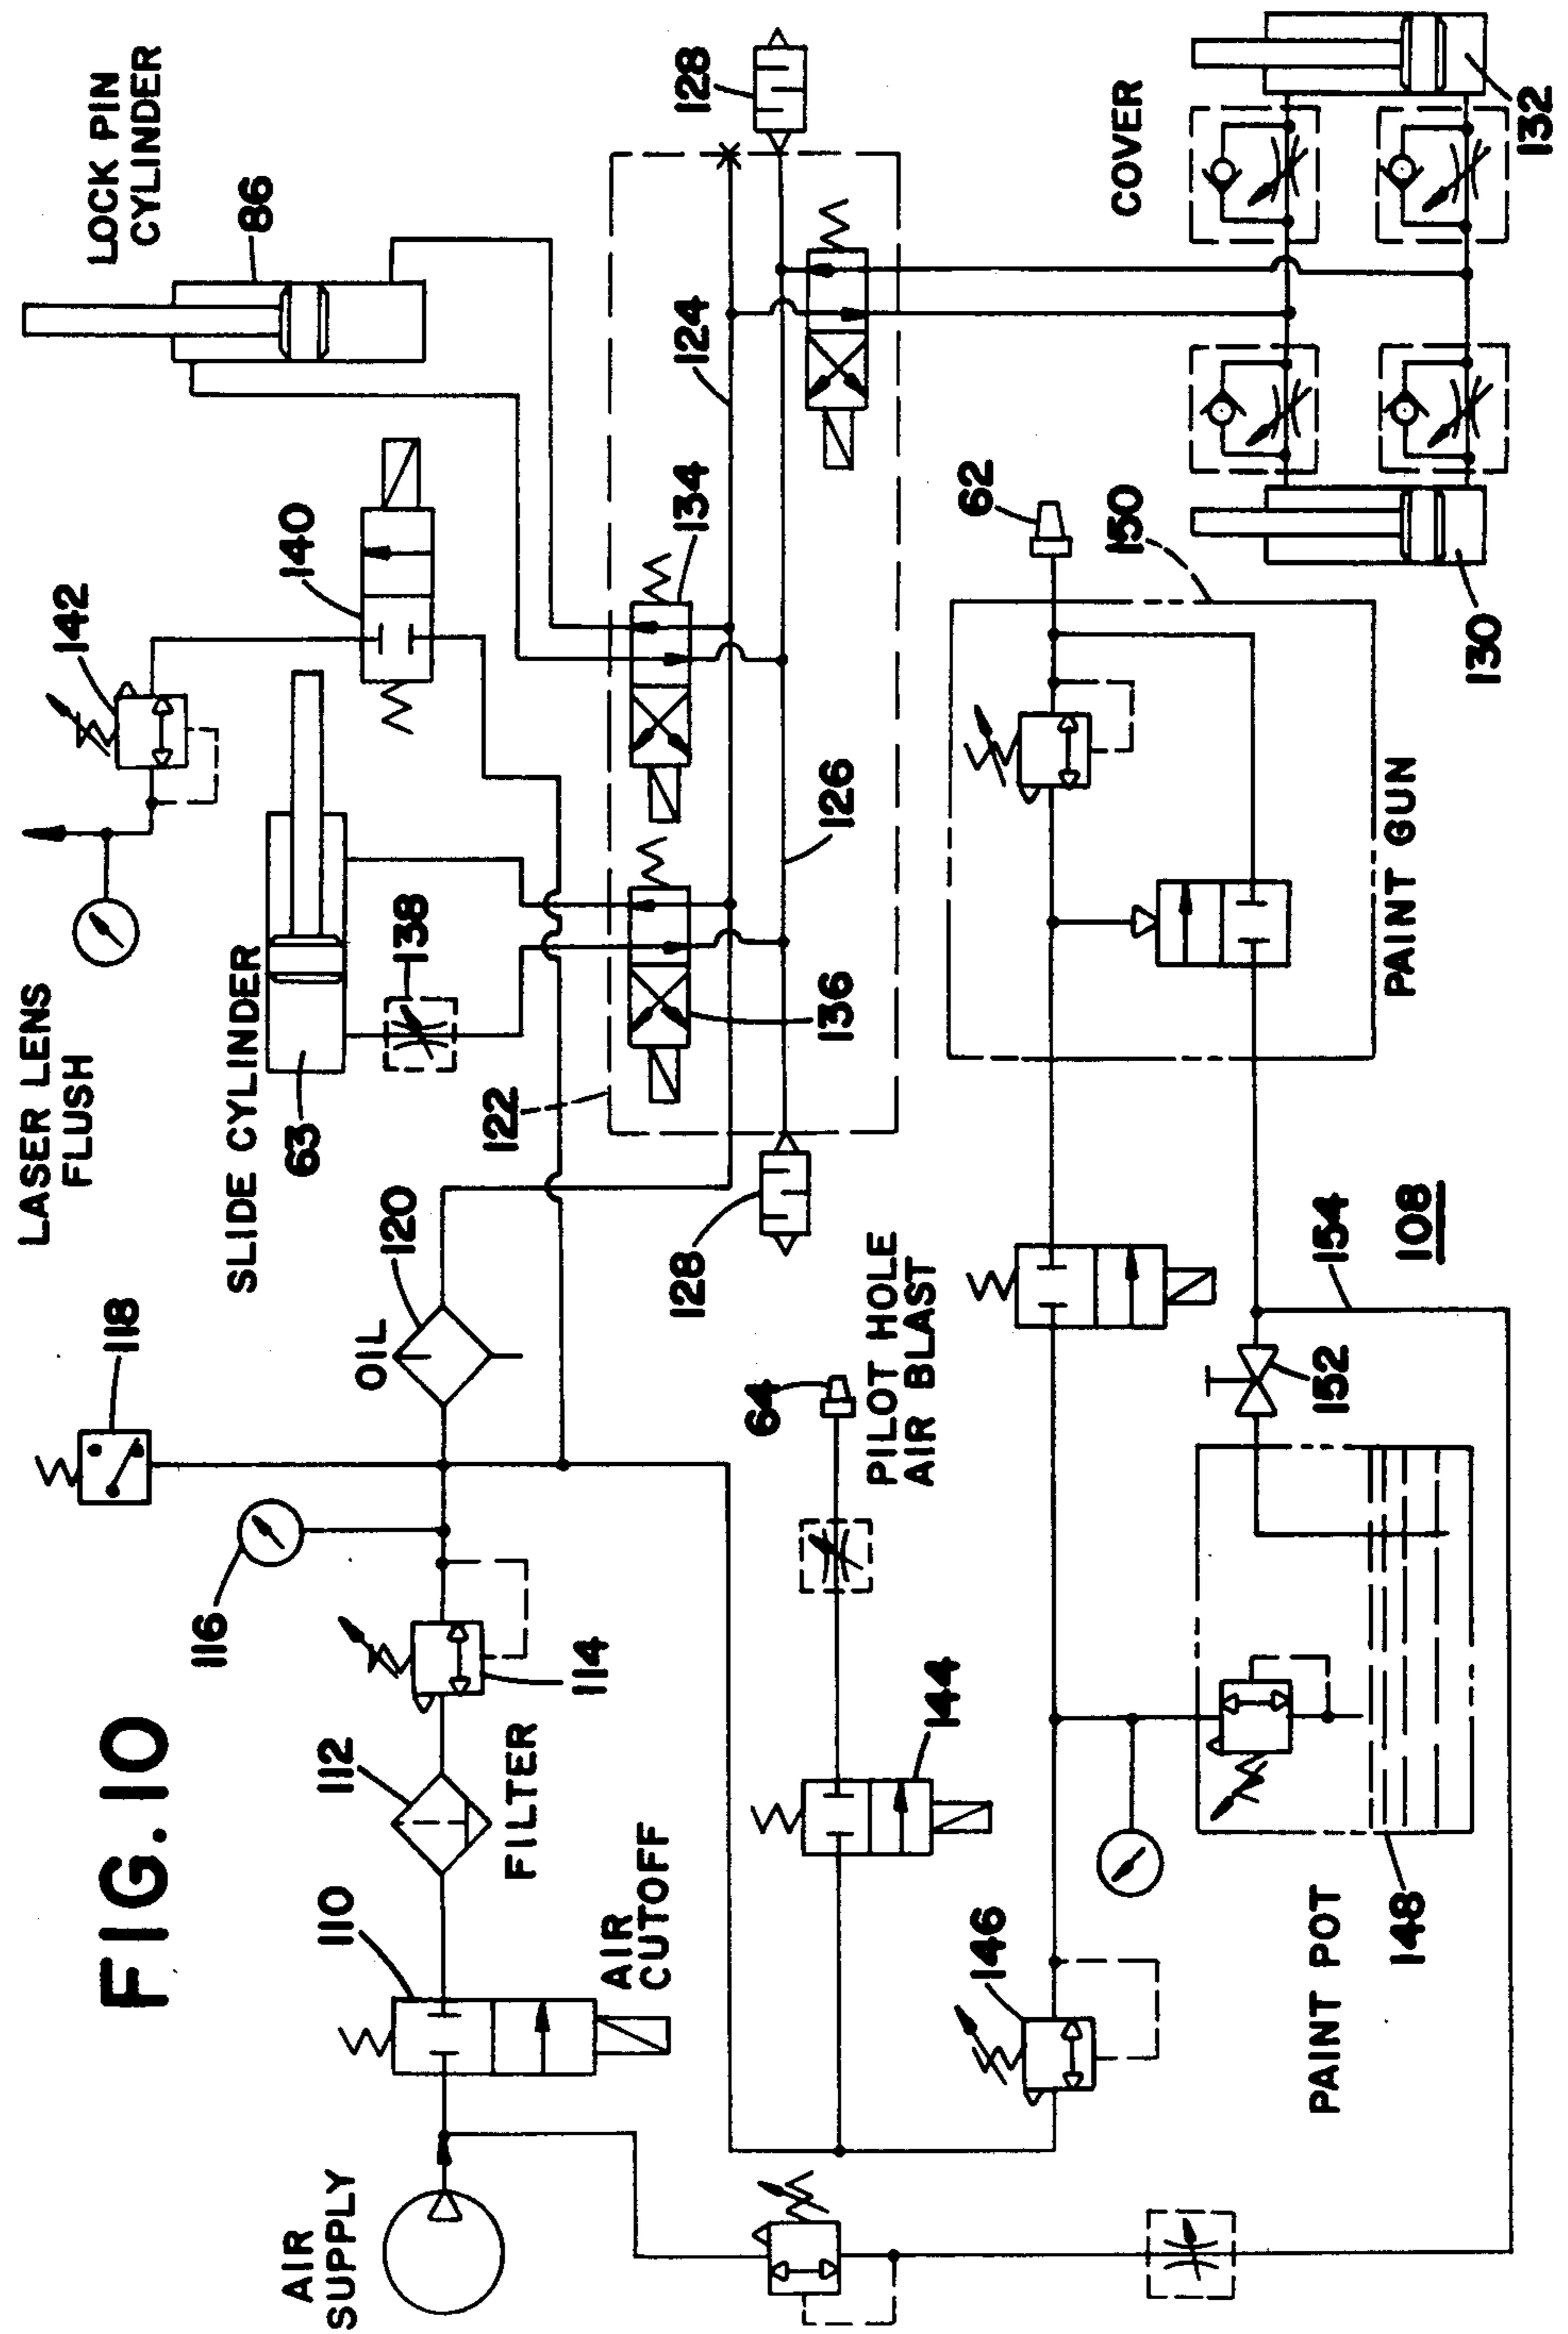 FIG. 10
LASER LENS
FLUSH
142
140
SLIDE CYLINDER
63
138
LOCK PIN
CYLINDER
86
118
116
OIL
120
114
112
FILTER
110
AIR
CUTOFF
AIR
SUPPLY
122
136
134
124
126
128
128
64
PILOT HOLE
AIR BLAST
144
146
62
150
PAINT GUN
COVER
130
132
PAINT POT
148
152
154
108